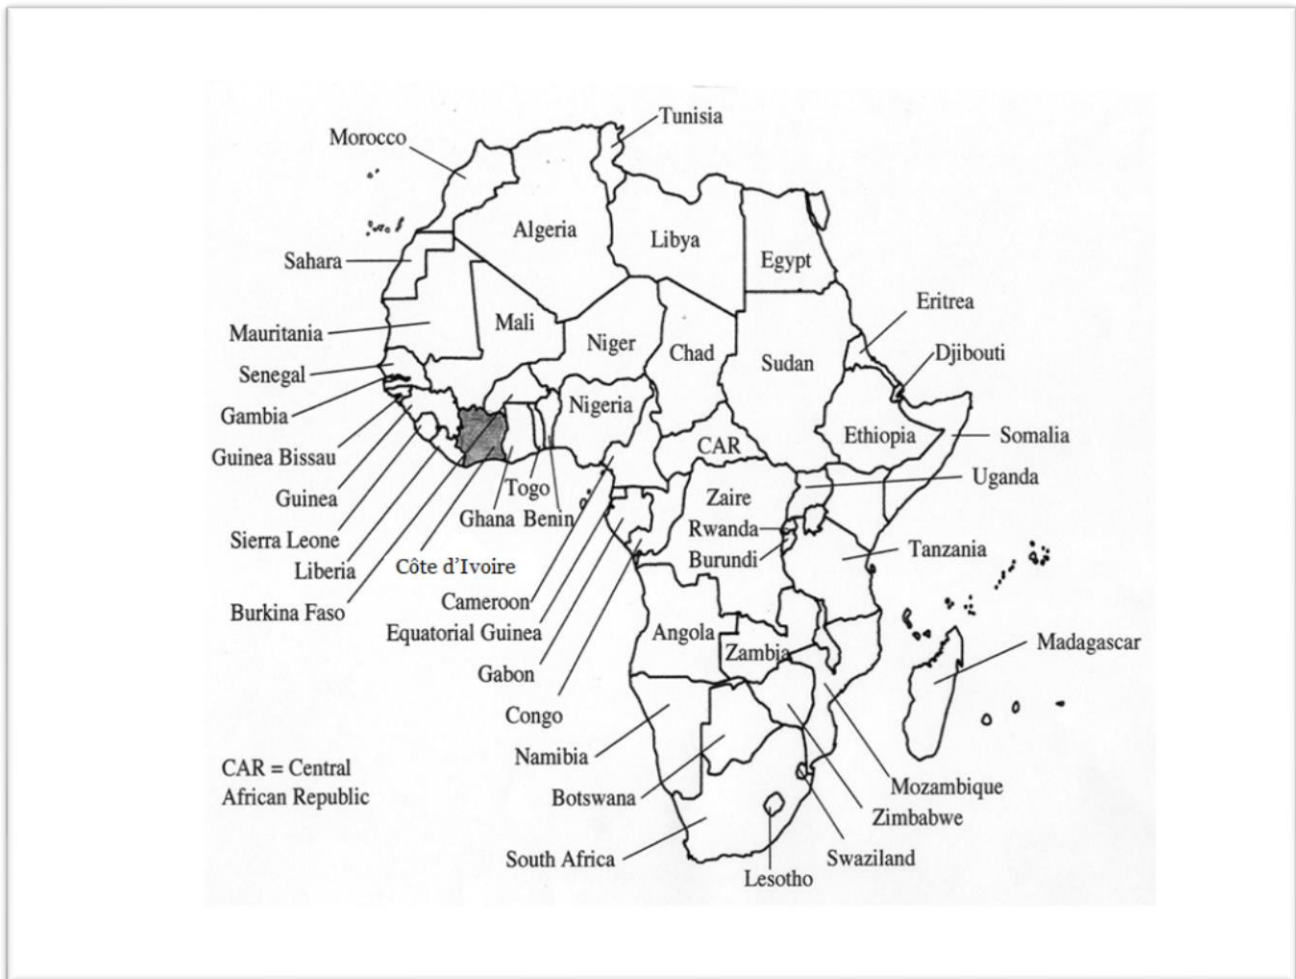 Tunisia
Morocco
Algeria
Libya
Egypt
Sahara
Eritrea
Mauritania
Mali
Niger
Chad
Sudan
Djibouti
Senegal
Gambia
Nigeria
Ethiopia
Somalia
CAR
Guinea Bissau
Uganda
Guinea
Togo
Zaire
Ghana
Benin
Rwanda
Sierra Leone
Burundi
Tanzania
Liberia
Côte d'Ivoire
Cameroon
Burkina Faso
Equatorial Guinea
Angola
Zambia
Madagascar
Gabon
Congo
Namibia
CAR = Central
African Republic
Botswana
Mozambique
Zimbabwe
South Africa
Swaziland
Lesotho